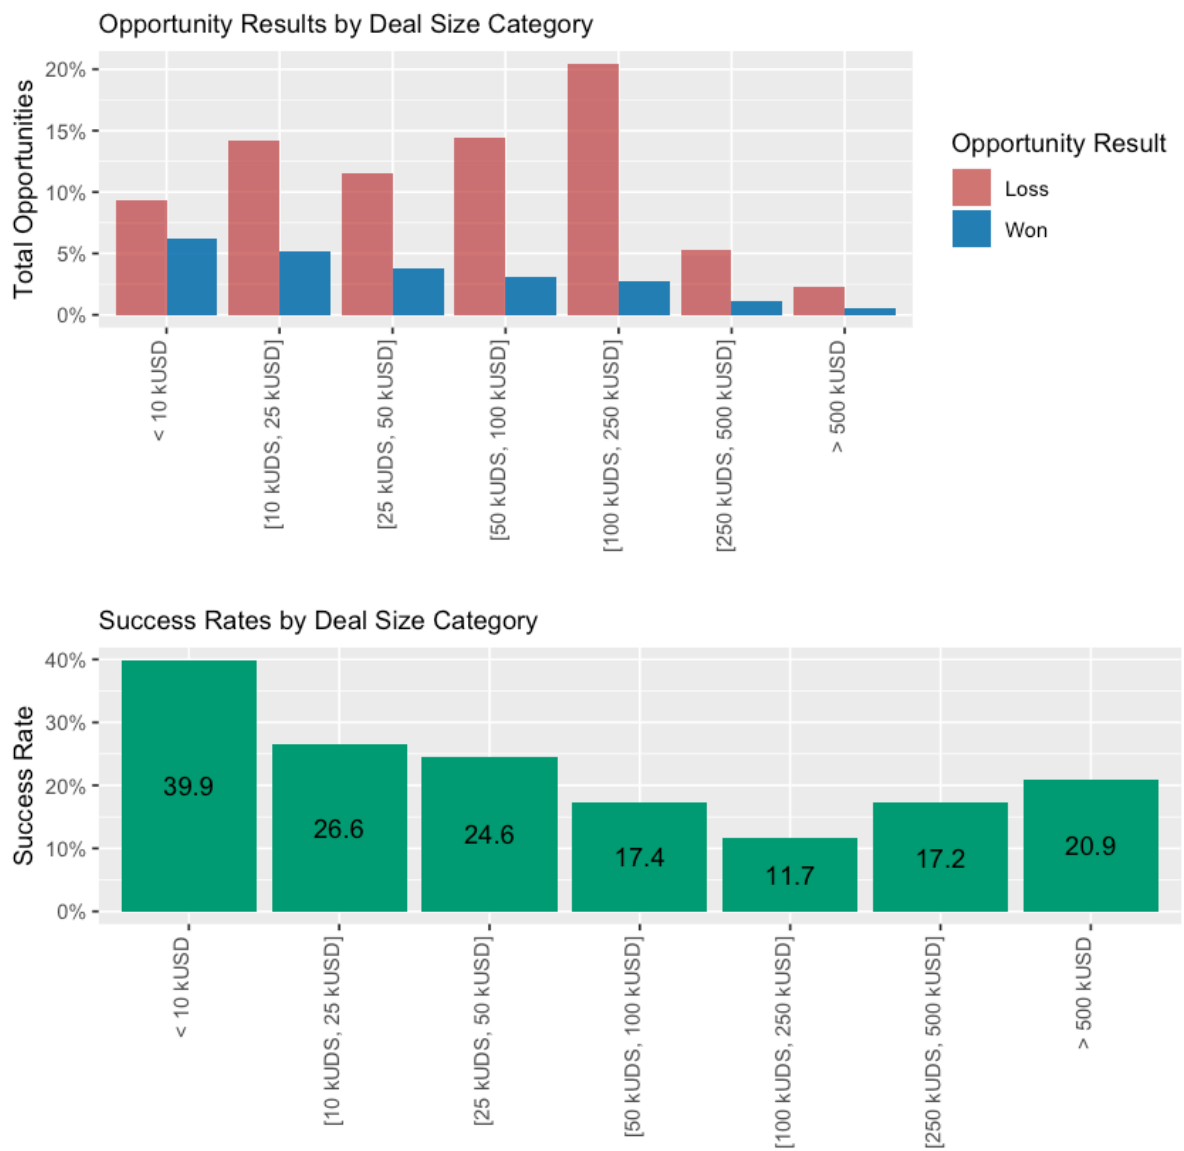 Opportunity Results by Deal Size Category
Total Opportunities
20%
15%
10%
5%
0%
< 10 kUSD
[10 kUDS, 25 kUSD]
[25 kUDS, 50 kUSD]
[50 kUDS, 100 kUSD]
[100 kUDS, 250 kUSD]
[250 kUDS, 500 kUSD]
> 500 kUSD
Opportunity Result
Loss
Won
Success Rates by Deal Size Category
Success Rate
40%
30%
20%
10%
0%
39.9
26.6
24.6
17.4
11.7
17.2
20.9
< 10 kUSD
[10 kUDS, 25 kUSD]
[25 kUDS, 50 kUSD]
[50 kUDS, 100 kUSD]
[100 kUDS, 250 kUSD]
[250 kUDS, 500 kUSD]
> 500 kUSD